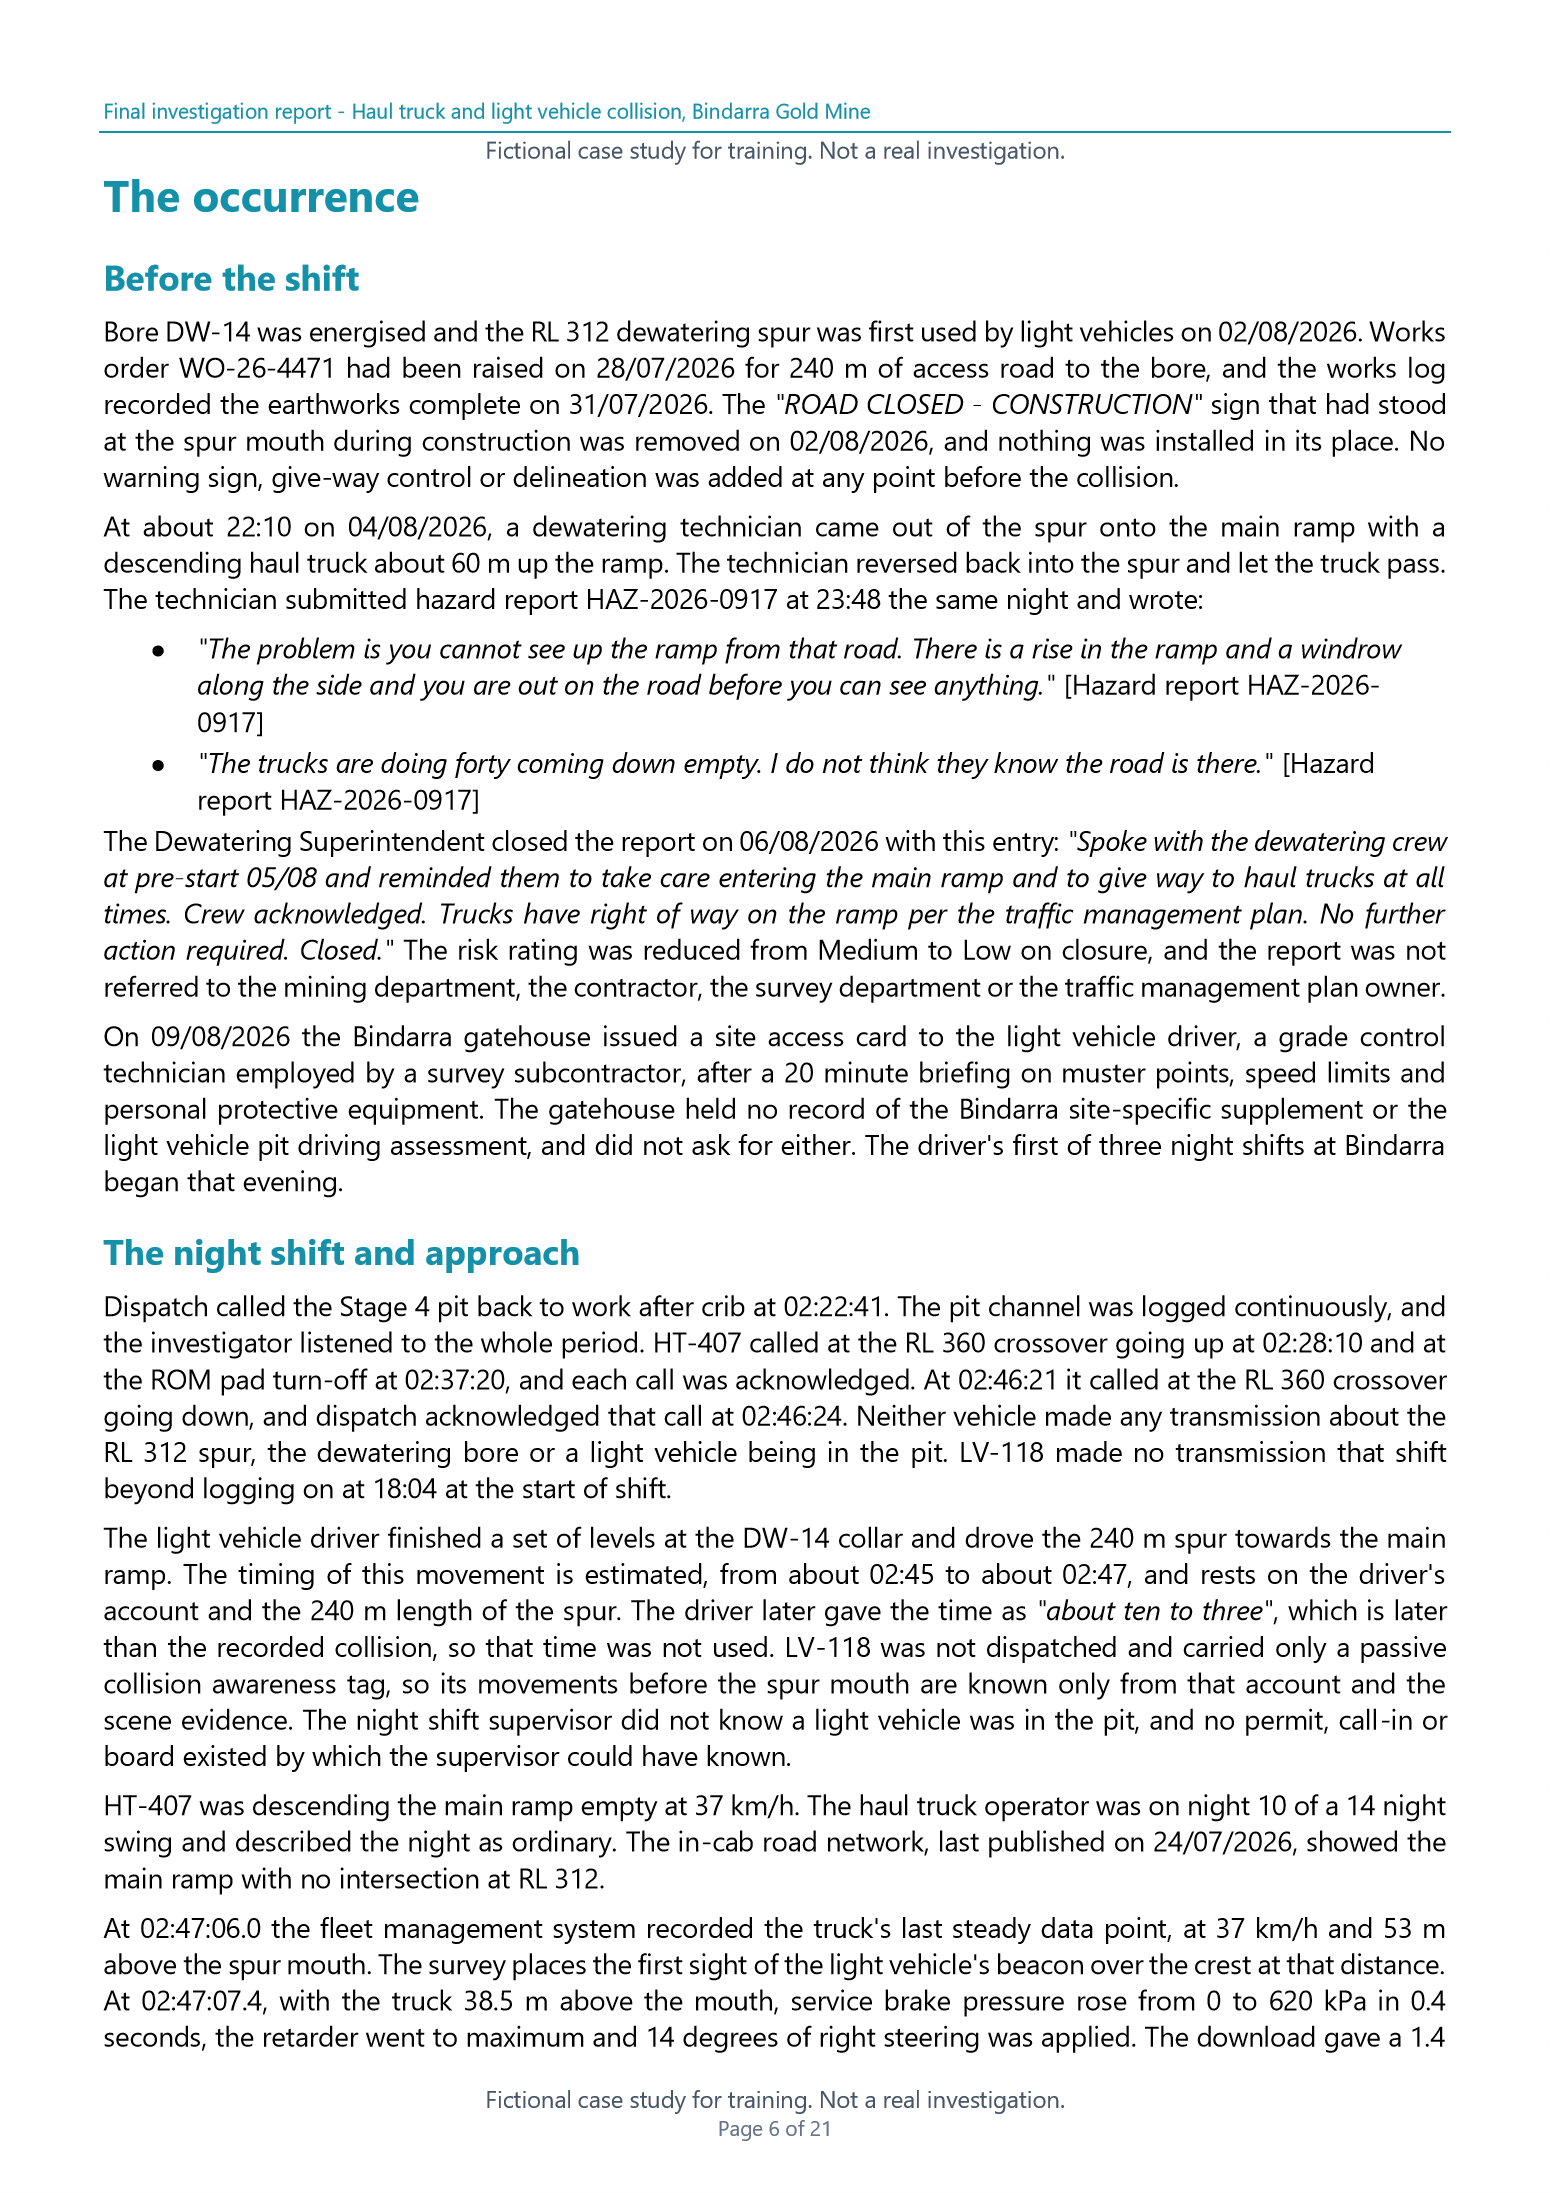 Final investigation report - Haul truck and light vehicle collision, Bindarra Gold Mine
Fictional case study for training. Not a real investigation.
The occurrence
Before the shift
Bore DW-14 was energised and the RL 312 dewatering spur was first used by light vehicles on 02/08/2026. Works
order WO-26-4471 had been raised on 28/07/2026 for 240 m of access road to the bore, and the works log
recorded the earthworks complete on 31/07/2026. The "ROAD CLOSED - CONSTRUCTION" sign that had stood
at the spur mouth during construction was removed on 02/08/2026, and nothing was installed in its place. No
warning sign, give-way control or delineation was added at any point before the collision.
At about 22:10 on 04/08/2026, a dewatering technician came out of the spur onto the main ramp with a
descending haul truck about 60 m up the ramp. The technician reversed back into the spur and let the truck pass.
The technician submitted hazard report HAZ-2026-0917 at 23:48 the same night and wrote:
● "The problem is you cannot see up the ramp from that road. There is a rise in the ramp and a windrow
along the side and you are out on the road before you can see anything." [Hazard report HAZ-2026-
0917]
● "The trucks are doing forty coming down empty. I do not think they know the road is there." [Hazard
report HAZ-2026-0917]
The Dewatering Superintendent closed the report on 06/08/2026 with this entry: "Spoke with the dewatering crew
at pre-start 05/08 and reminded them to take care entering the main ramp and to give way to haul trucks at all
times. Crew acknowledged. Trucks have right of way on the ramp per the traffic management plan. No further
action required. Closed." The risk rating was reduced from Medium to Low on closure, and the report was not
referred to the mining department, the contractor, the survey department or the traffic management plan owner.
On 09/08/2026 the Bindarra gatehouse issued a site access card to the light vehicle driver, a grade control
technician employed by a survey subcontractor, after a 20 minute briefing on muster points, speed limits and
personal protective equipment. The gatehouse held no record of the Bindarra site-specific supplement or the
light vehicle pit driving assessment, and did not ask for either. The driver's first of three night shifts at Bindarra
began that evening.
The night shift and approach
Dispatch called the Stage 4 pit back to work after crib at 02:22:41. The pit channel was logged continuously, and
the investigator listened to the whole period. HT-407 called at the RL 360 crossover going up at 02:28:10 and at
the ROM pad turn-off at 02:37:20, and each call was acknowledged. At 02:46:21 it called at the RL 360 crossover
going down, and dispatch acknowledged that call at 02:46:24. Neither vehicle made any transmission about the
RL 312 spur, the dewatering bore or a light vehicle being in the pit. LV-118 made no transmission that shift
beyond logging on at 18:04 at the start of shift.
The light vehicle driver finished a set of levels at the DW-14 collar and drove the 240 m spur towards the main
ramp. The timing of this movement is estimated, from about 02:45 to about 02:47, and rests on the driver's
account and the 240 m length of the spur. The driver later gave the time as "about ten to three", which is later
than the recorded collision, so that time was not used. LV-118 was not dispatched and carried only a passive
collision awareness tag, so its movements before the spur mouth are known only from that account and the
scene evidence. The night shift supervisor did not know a light vehicle was in the pit, and no permit, call-in or
board existed by which the supervisor could have known.
HT-407 was descending the main ramp empty at 37 km/h. The haul truck operator was on night 10 of a 14 night
swing and described the night as ordinary. The in-cab road network, last published on 24/07/2026, showed the
main ramp with no intersection at RL 312.
At 02:47:06.0 the fleet management system recorded the truck's last steady data point, at 37 km/h and 53 m
above the spur mouth. The survey places the first sight of the light vehicle's beacon over the crest at that distance.
At 02:47:07.4, with the truck 38.5 m above the mouth, service brake pressure rose from 0 to 620 kPa in 0.4
seconds, the retarder went to maximum and 14 degrees of right steering was applied. The download gave a 1.4
Fictional case study for training. Not a real investigation.
Page 6 of 21